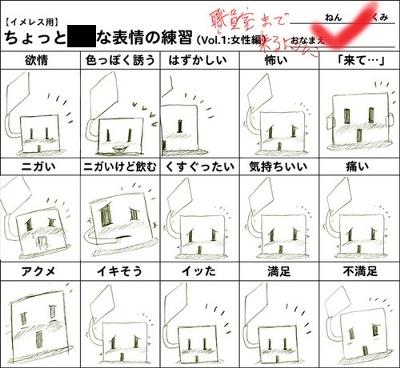 【イメレス用】
ちょっと な表情の練習 (Vol.1:女性編)
職員室まで
来るように
ねん くみ
おなまえ
欲情 色っぽく誘う はずかしい 怖い 「来て…」
ニガい ニガいけど飲む くすぐったい 気持ちいい 痛い
アクメ イキそう イッた 満足 不満足